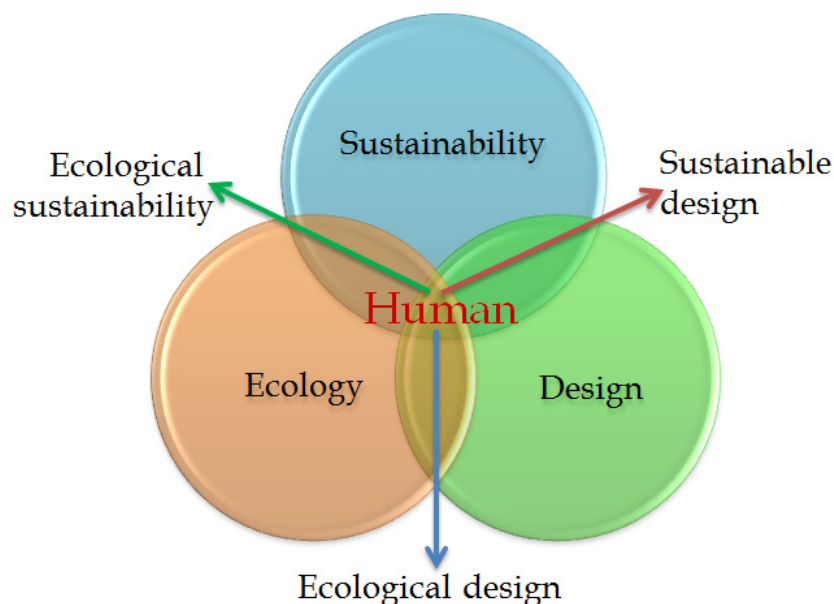 Sustainability
Ecological
sustainability
Sustainable
design
Human
Ecology
Design
Ecological design